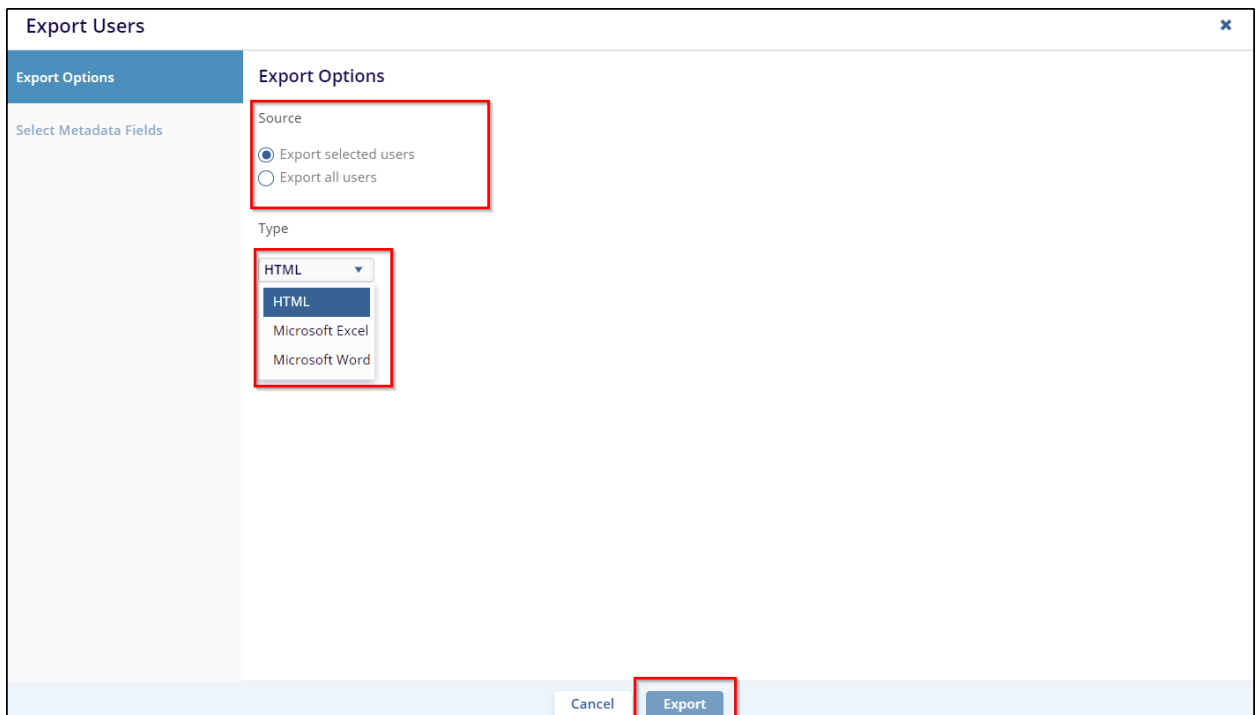 Export Users
Export Options
Select Metadata Fields
Export Options
Source
Export selected users
Export all users
Type
HTML
HTML
Microsoft Excel
Microsoft Word
Cancel
Export